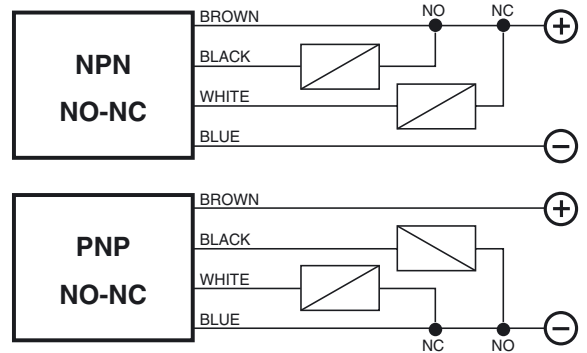 NPN
NO-NC
BROWN
NO
NC
+
BLACK
WHITE
BLUE
−
PNP
NO-NC
BROWN
+
BLACK
WHITE
BLUE
−
NC
NO